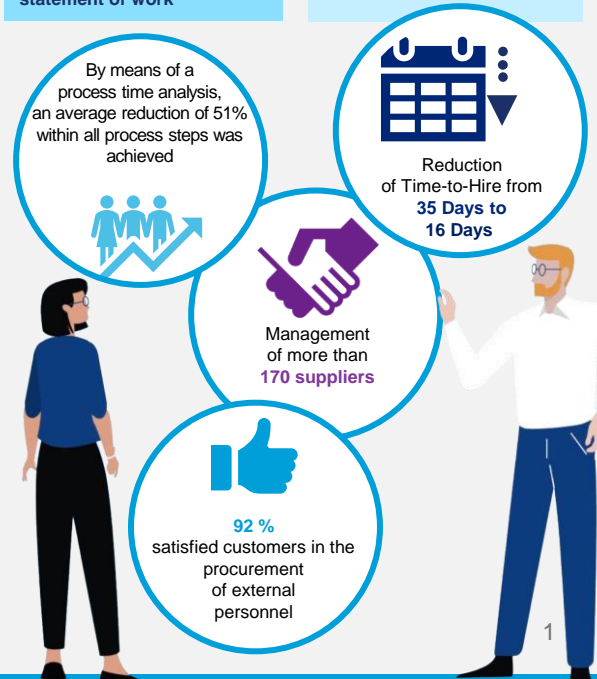 statement of work
By means of a
process time analysis,
an average reduction of 51%
within all process steps was
achieved
Reduction
of Time-to-Hire from
35 Days to
16 Days
Management
of more than
170 suppliers
92 %
satisfied customers in the
procurement
of external
personnel
1